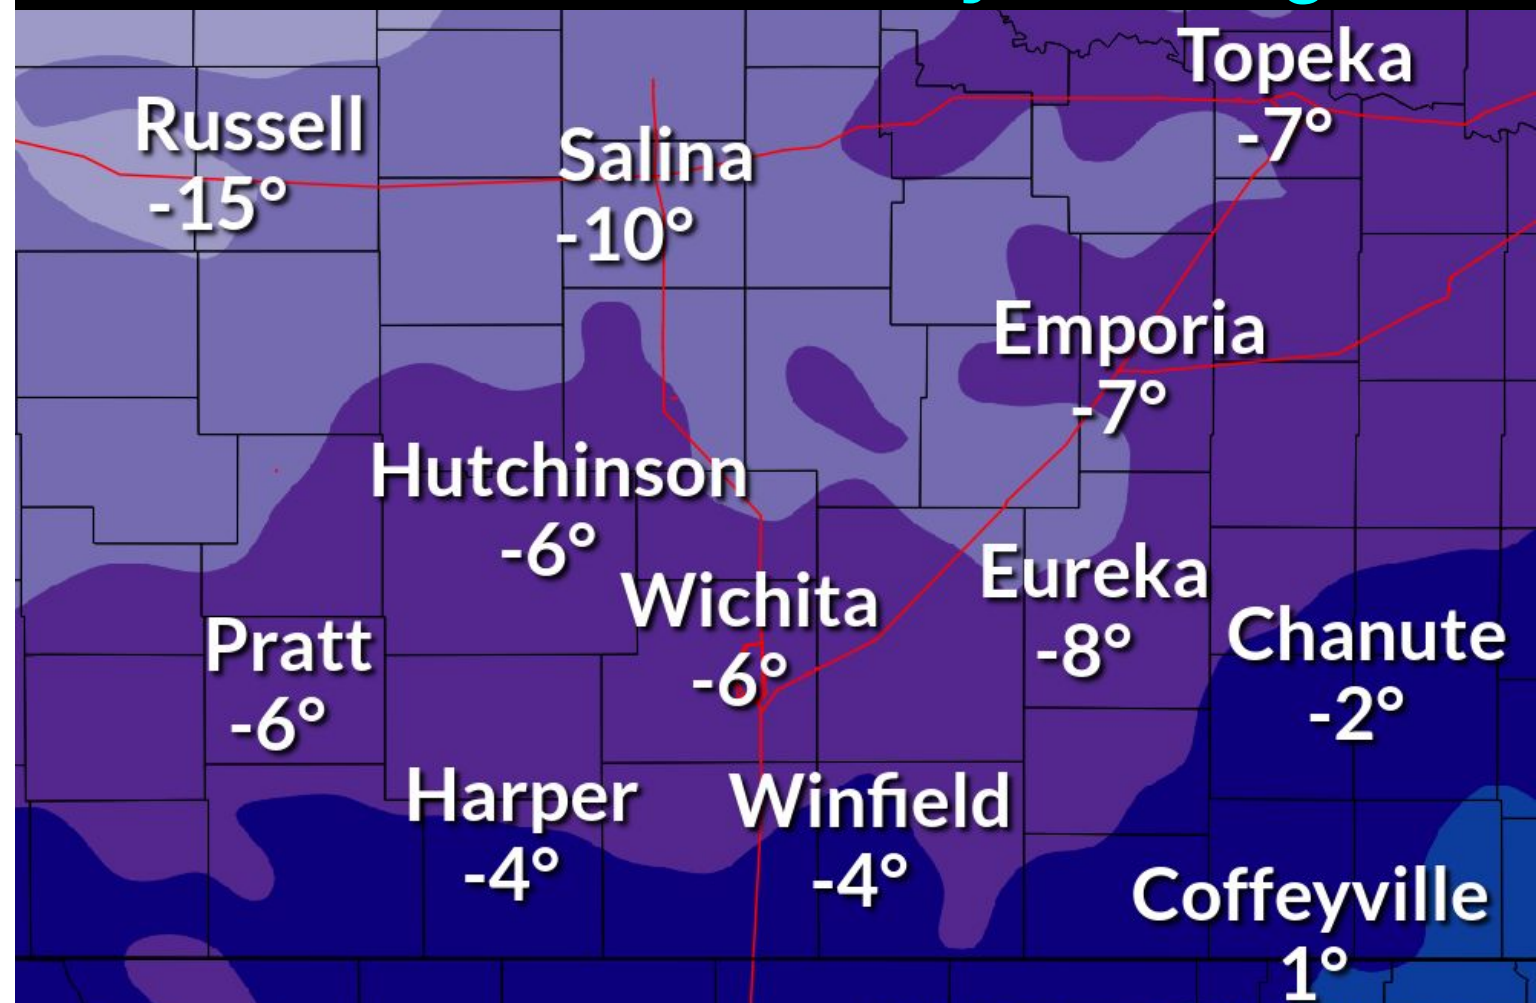 Topeka
-7°
Russell
-15°
Salina
-10°
Emporia
-7°
Hutchinson
-6°
Wichita
-6°
Eureka
-8°
Pratt
-6°
Chanute
-2°
Harper
-4°
Winfield
-4°
Coffeyville
1°